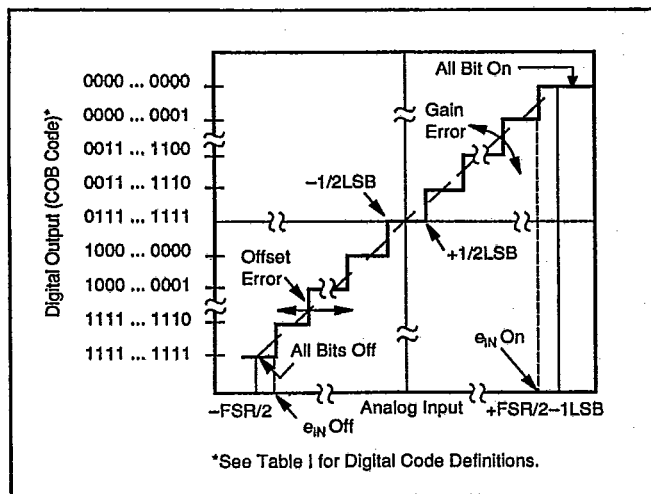 Digital Output (COB Code)*
0000 ... 0000
0000 ... 0001
0011 ... 1100
0011 ... 1110
0111 ... 1111
1000 ... 0000
1000 ... 0001
1111 ... 1110
1111 ... 1111
All Bit On
Gain
Error
–1/2LSB
+1/2LSB
Offset
Error
All Bits Off
eIN On
–FSR/2
Analog Input
+FSR/2–1LSB
eIN Off
*See Table I for Digital Code Definitions.